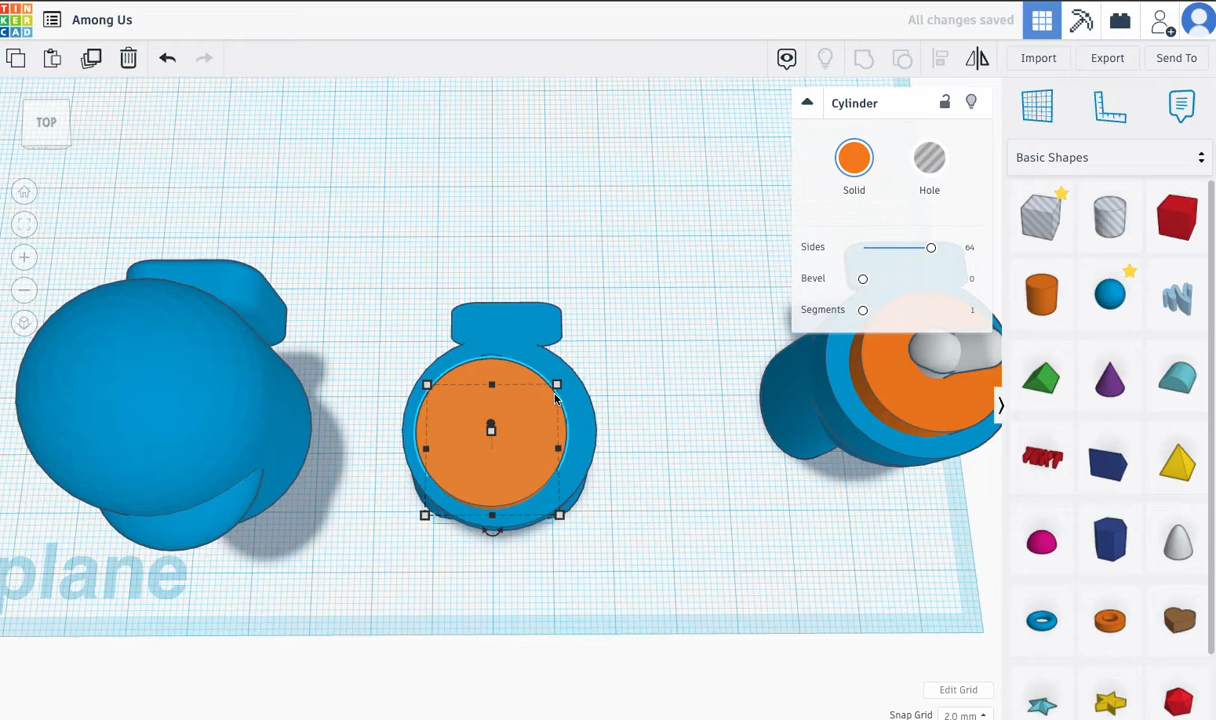 TIN
KER
CAD
Among Us
All changes saved
Import
Export
Send To
TOP
Cylinder
Solid
Hole
Sides
64
Bevel
0
Segments
1
Basic Shapes
TEXT
plane
Edit Grid
Snap Grid
2.0 mm